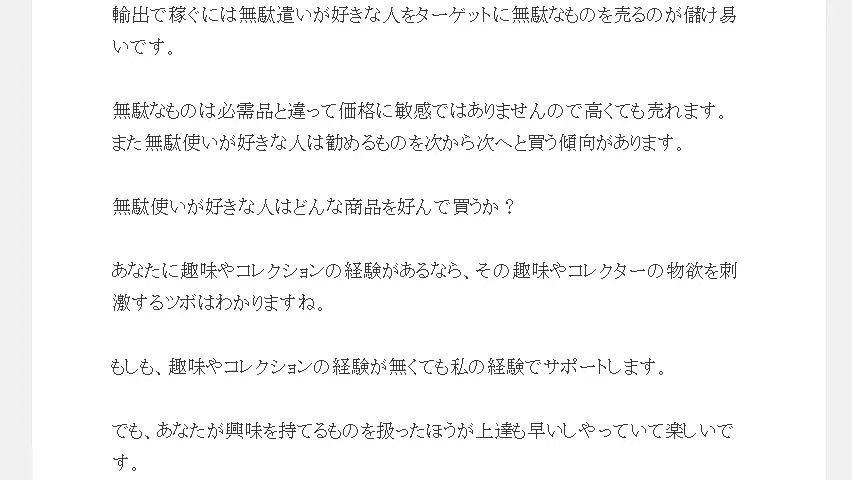 輸出で稼ぐには無駄遣いが好きな人をターゲットに無駄なものを売るのが儲け易
いです。
無駄なものは必需品と違って価格に敏感ではありませんので高くても売れます。
また無駄使いが好きな人は勧めるものを次から次へと買う傾向があります。
無駄使いが好きな人はどんな商品を好んで買うか？
あなたに趣味やコレクションの経験があるなら、その趣味やコレクターの物欲を刺
激するツボはわかりますね。
もしも、趣味やコレクションの経験が無くても私の経験でサポートします。
でも、あなたが興味を持てるものを扱ったほうが上達も早いしやっていて楽しいで
す。